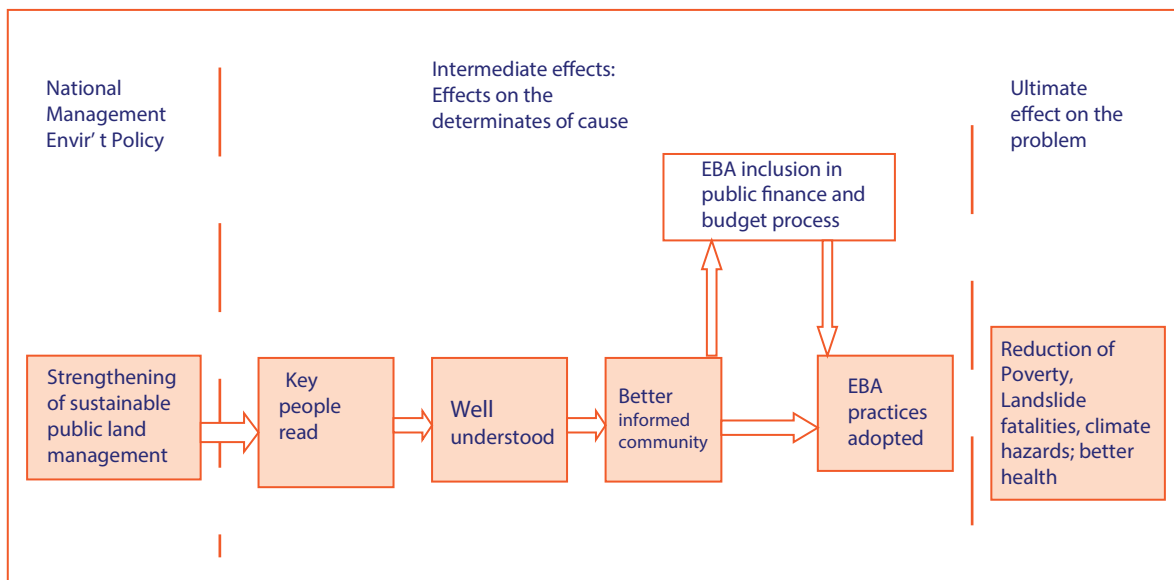 National
Management
Envir' t Policy
Intermediate effects:
Effects on the
determinates of cause
Ultimate
effect on the
problem
EBA inclusion in
public finance and
budget process
Strengthening
of sustainable
public land
management
Key
people
read
Well
understood
Better
informed
community
EBA
practices
adopted
Reduction of
Poverty,
Landslide
fatalities, climate
hazards; better
health